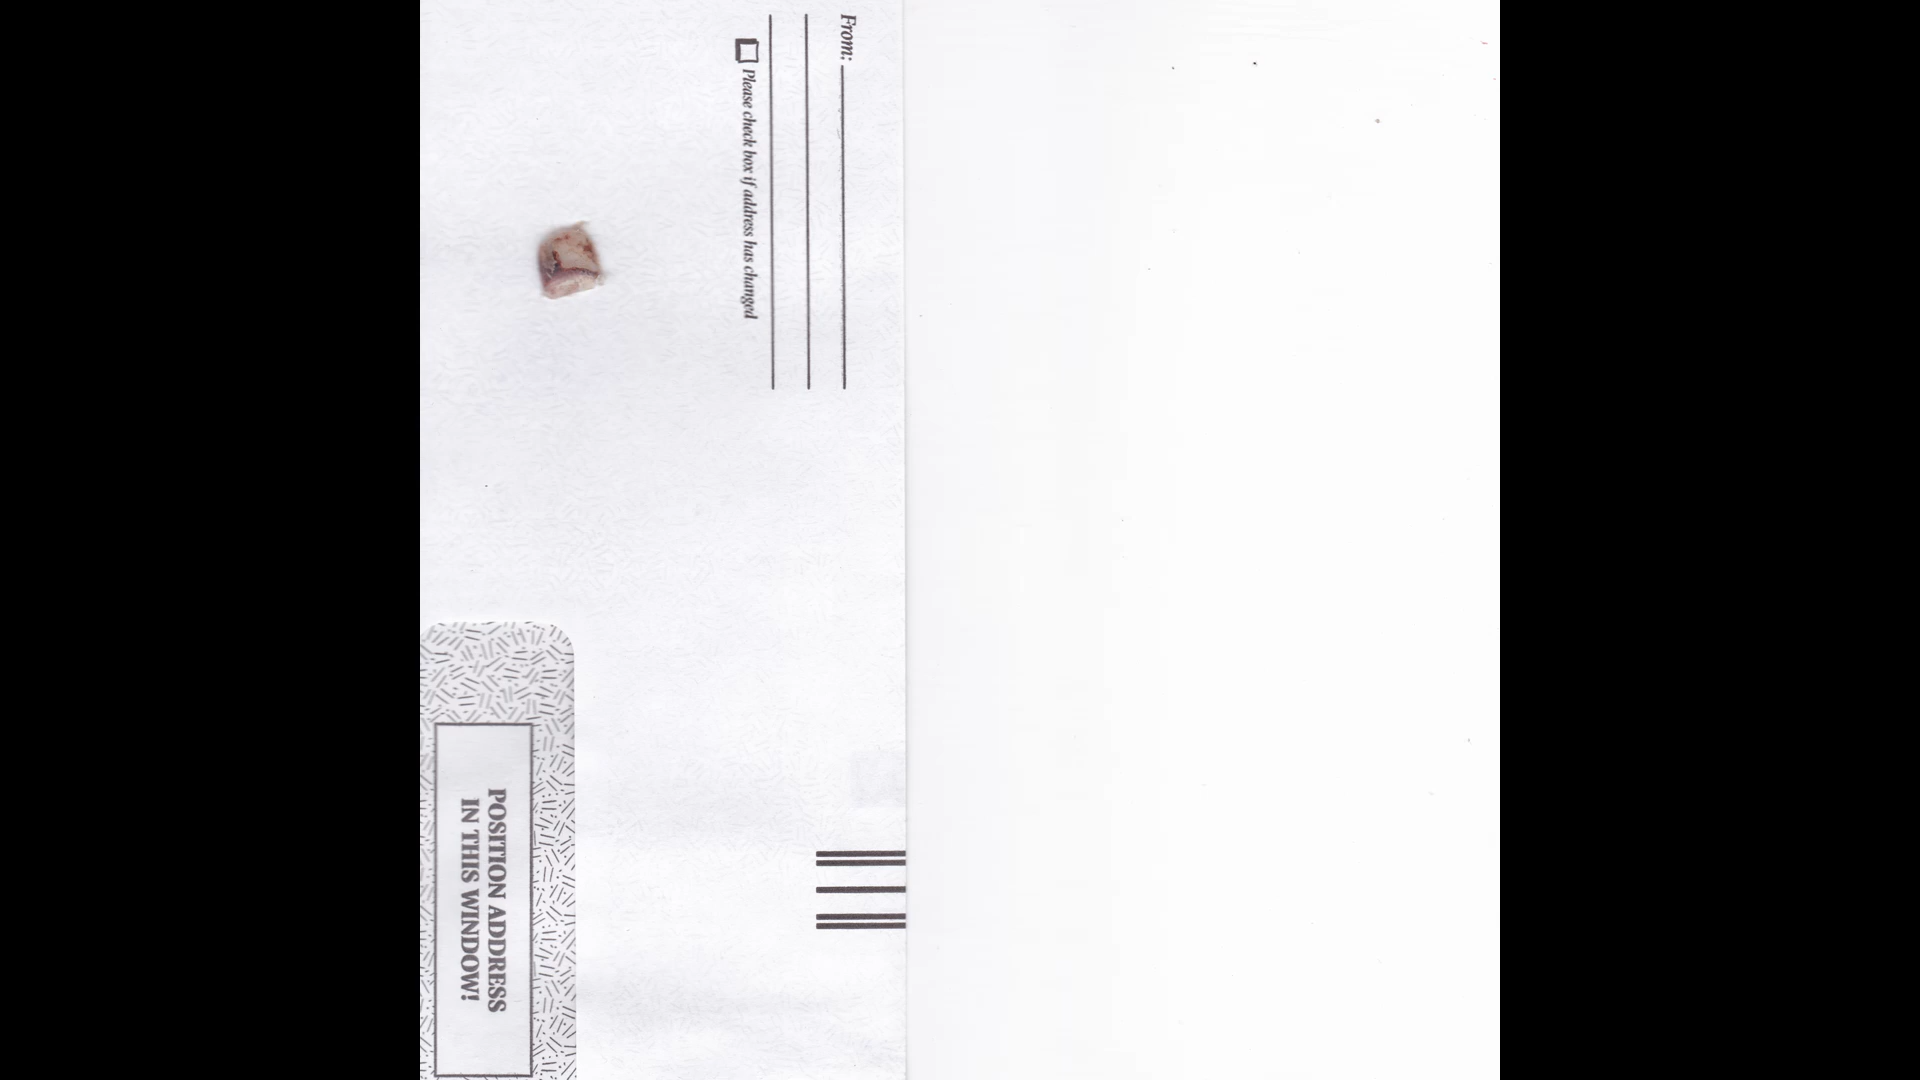 From:
Please check box if address has changed
POSITION ADDRESS
IN THIS WINDOW!